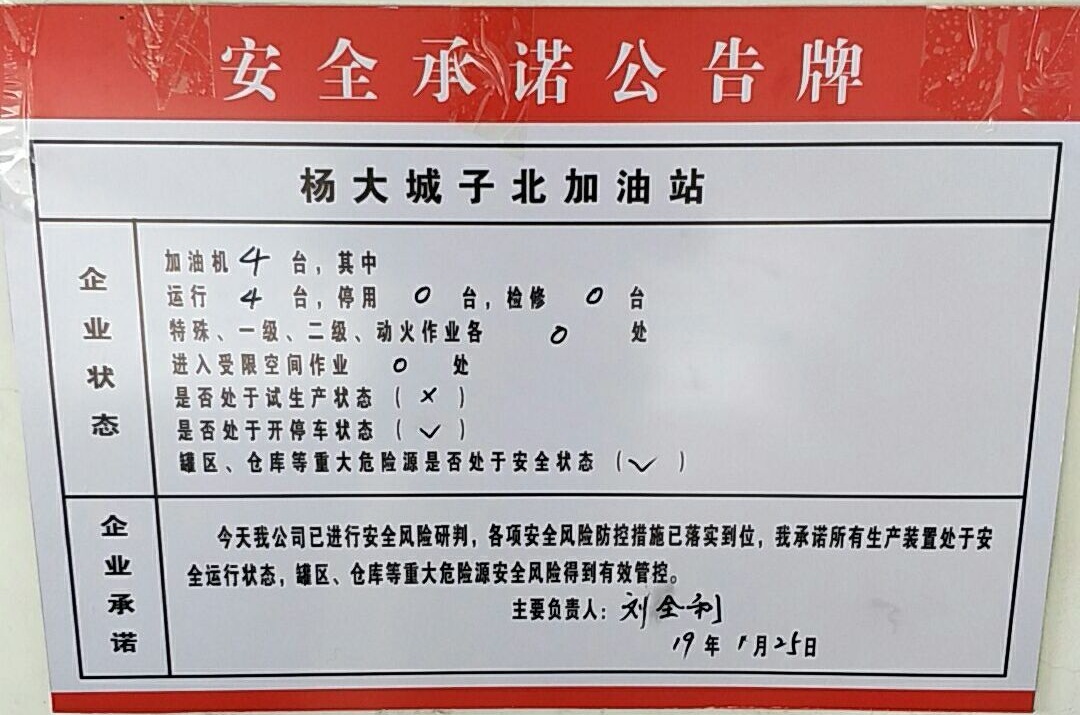 安全承诺公告牌
杨大城子北加油站
企业状态
加油机 4 台，其中
运行 4 台，停用 0 台，检修 0 台
特殊、一级、二级、动火作业各 0 处
进入受限空间作业 0 处
是否处于试生产状态（×）
是否处于开停车状态（✓）
罐区、仓库等重大危险源是否处于安全状态（✓）
企业承诺
今天我公司已进行安全风险研判，各项安全风险防控措施已落实到位，我承诺所有生产装置处于安
全运行状态，罐区、仓库等重大危险源安全风险得到有效管控。
主要负责人：刘全利
19年1月25日